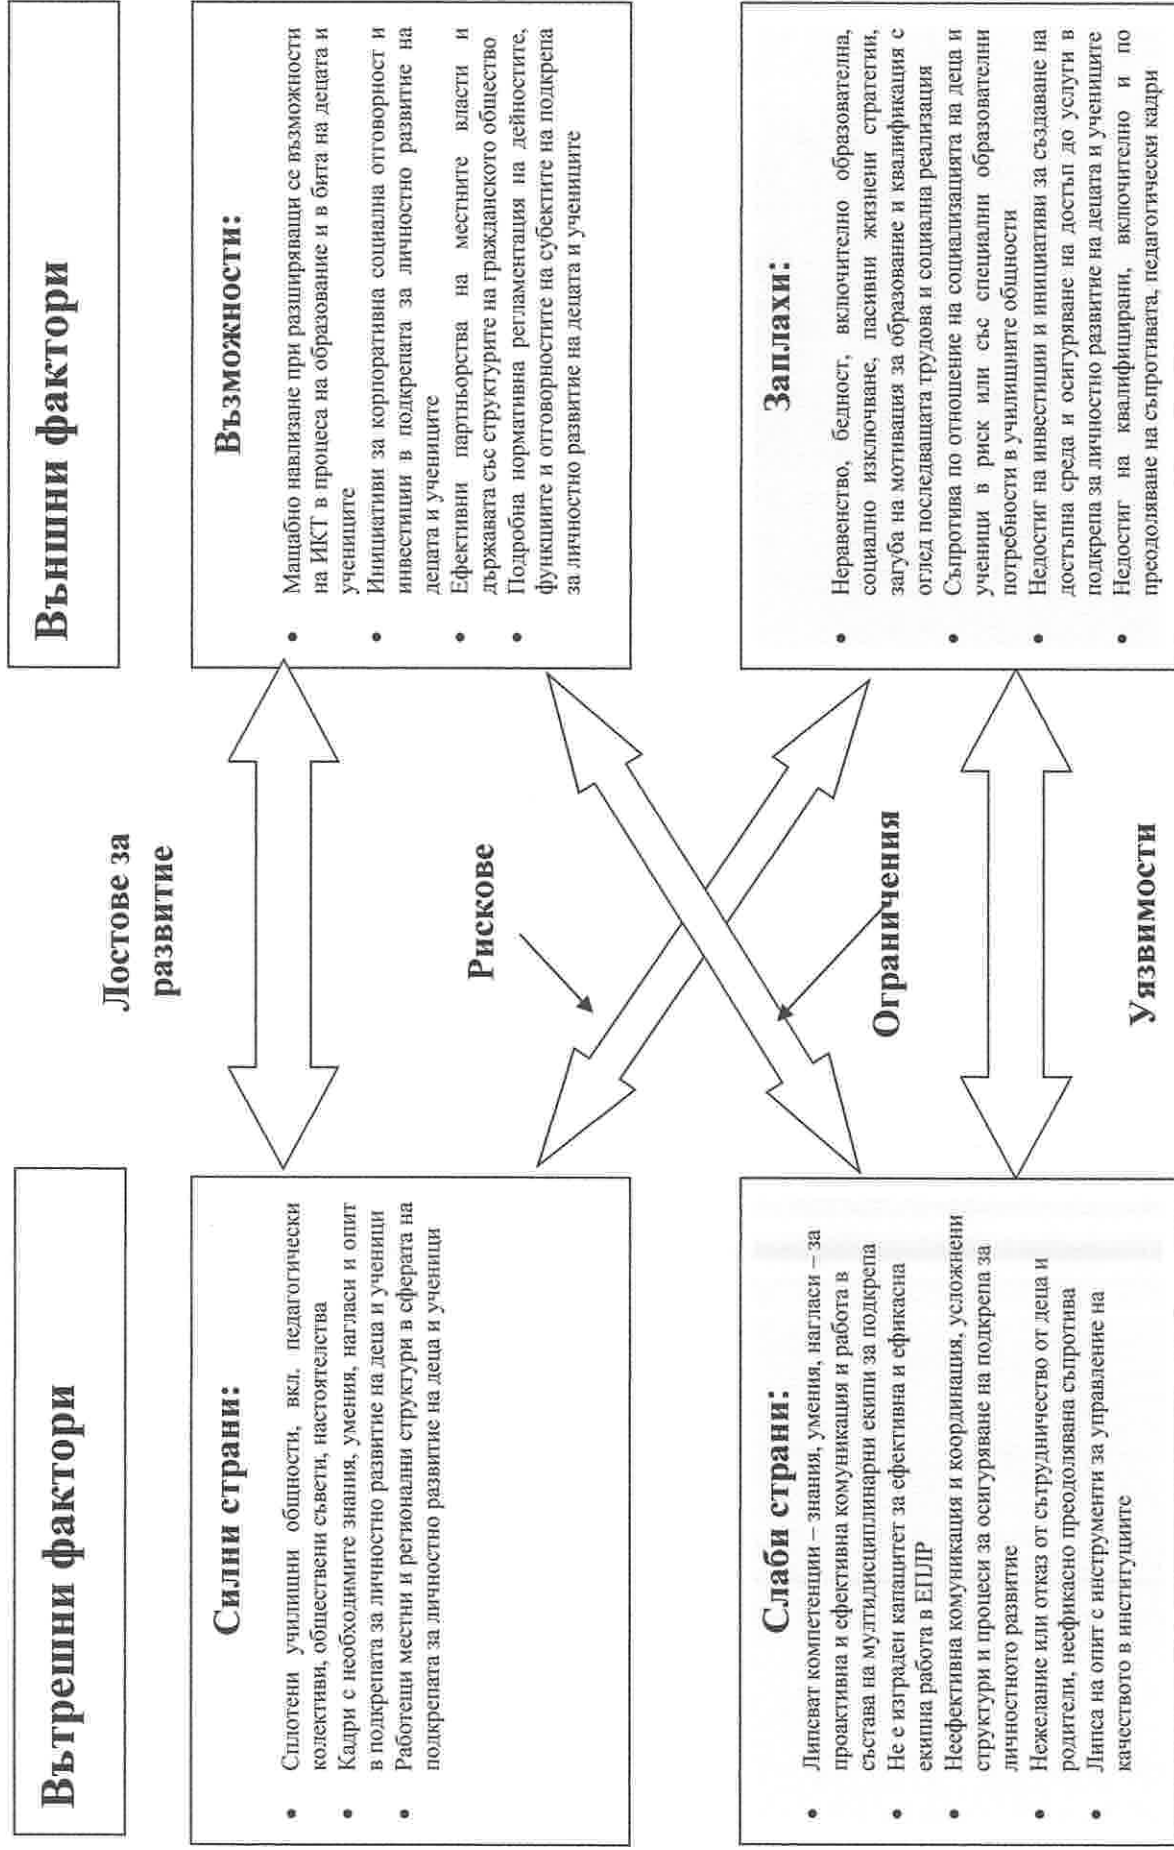 Вътрешни фактори
Външни фактори
Лостове за
развитие
Силни страни:
• Сплотени училищни общности, вкл. педагогически
колективи, обществени съвети, настоятелства
• Кадри с необходимите знания, умения, нагласи и опит
в подкрепата за личностно развитие на деца и ученици
• Работещи местни и регионални структури в сферата на
подкрепата за личностно развитие на деца и ученици
Възможности:
• Мащабно навлизане при разширяващи се възможности
на ИКТ в процеса на образование и в бита на децата и
учениците
• Инициативи за корпоративна социална отговорност и
инвестиции в подкрепата за личностно развитие на
децата и учениците
• Ефективни партньорства на местните власти и
държавата със структурите на гражданското общество
• Подробна нормативна регламентация на дейностите,
функциите и отговорностите на субектите на подкрепа
за личностно развитие на децата и учениците
Рискове
Ограничения
Слаби страни:
• Липсват компетенции – знания, умения, нагласи – за
проактивна и ефективна комуникация и работа в
състава на мултидисциплинарни екипи за подкрепа
• Не е изграден капацитет за ефективна и ефикасна
екипна работа в ЕПЛР
• Неефективна комуникация и координация, усложнени
структури и процеси за осигуряване на подкрепа за
личностното развитие
• Нежелание или отказ от сътрудничество от деца и
родители, неефикасно преодолявана съпротива
• Липса на опит с инструменти за управление на
качеството в институциите
Заплахи:
• Неравенство, бедност, включително образователна,
социално изключване, пасивни жизнени стратегии,
загуба на мотивация за образование и квалификация с
оглед последващата трудова и социална реализация
• Съпротива по отношение на социализацията на деца и
ученици в риск или със специални образователни
потребности в училищните общности
• Недостиг на инвестиции и инициативи за създаване на
достъпна среда и осигуряване на достъп до услуги в
подкрепа за личностно развитие на децата и учениците
• Недостиг на квалифицирани, включително и по
преодоляване на съпротивата, педагогически кадри
Уязвимости